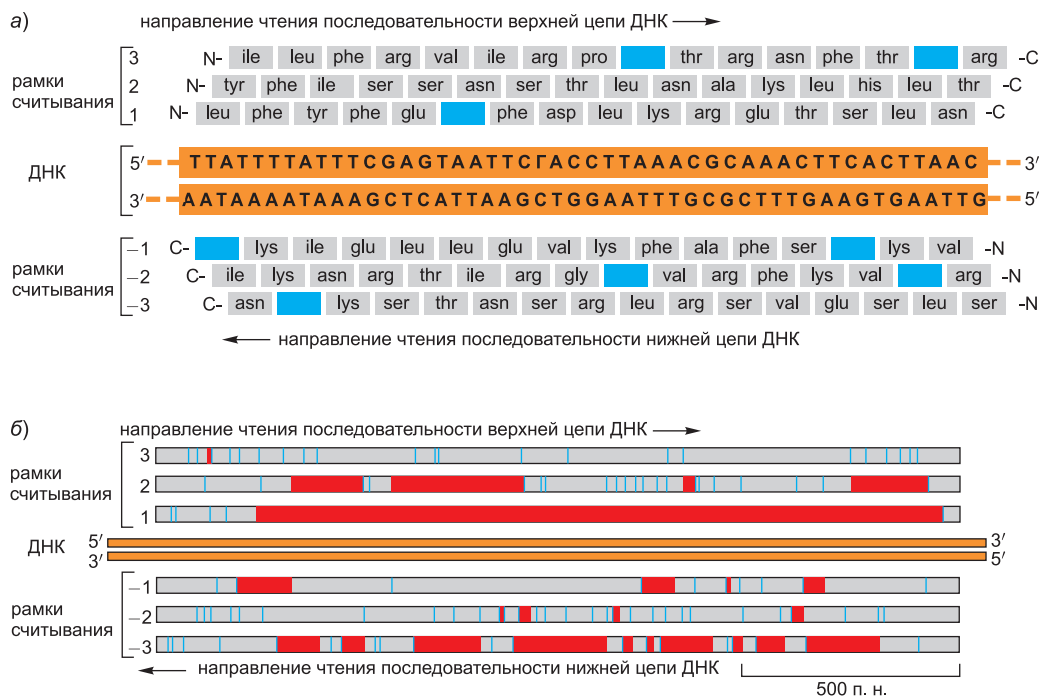 а)
направление чтения последовательности верхней цепи ДНК
3 N- ile leu phe arg val ile arg pro thr arg asn phe thr arg -C
рамки считывания
2 N- tyr phe ile ser ser asn ser thr leu asn ala lys leu his leu thr -C
1 N- leu phe tyr phe glu phe asp leu lys arg glu thr ser leu asn -C
ДНК
5′ TTATTTTATTTCGAGTAATTCГACCTTAAACGCAAACTTCACTTAAC 3′
3′ AATAAAATAAAGCTCATTAAGCTGGAATTTGCGCTTTGAAGTGAATTG 5′
−1 C- lys ile glu leu leu glu val lys phe ala phe ser lys val -N
рамки считывания
−2 C- ile lys asn arg thr ile arg gly val arg phe lys val arg -N
−3 C- asn lys ser thr asn ser arg leu arg ser val glu ser leu ser -N
направление чтения последовательности нижней цепи ДНК
б)
направление чтения последовательности верхней цепи ДНК
3
рамки считывания
2
1
ДНК
5′ 3′
3′ 5′
−1
рамки считывания
−2
−3
направление чтения последовательности нижней цепи ДНК
500 п. н.